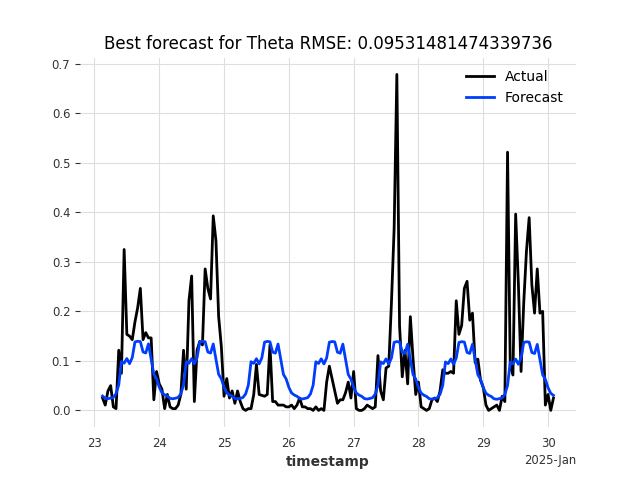 Best forecast for Theta RMSE: 0.09531481474339736
0.7
0.6
0.5
0.4
0.3
0.2
0.1
0.0
Actual
Forecast
23 24 25 26 27 28 29 30
timestamp
2025-Jan